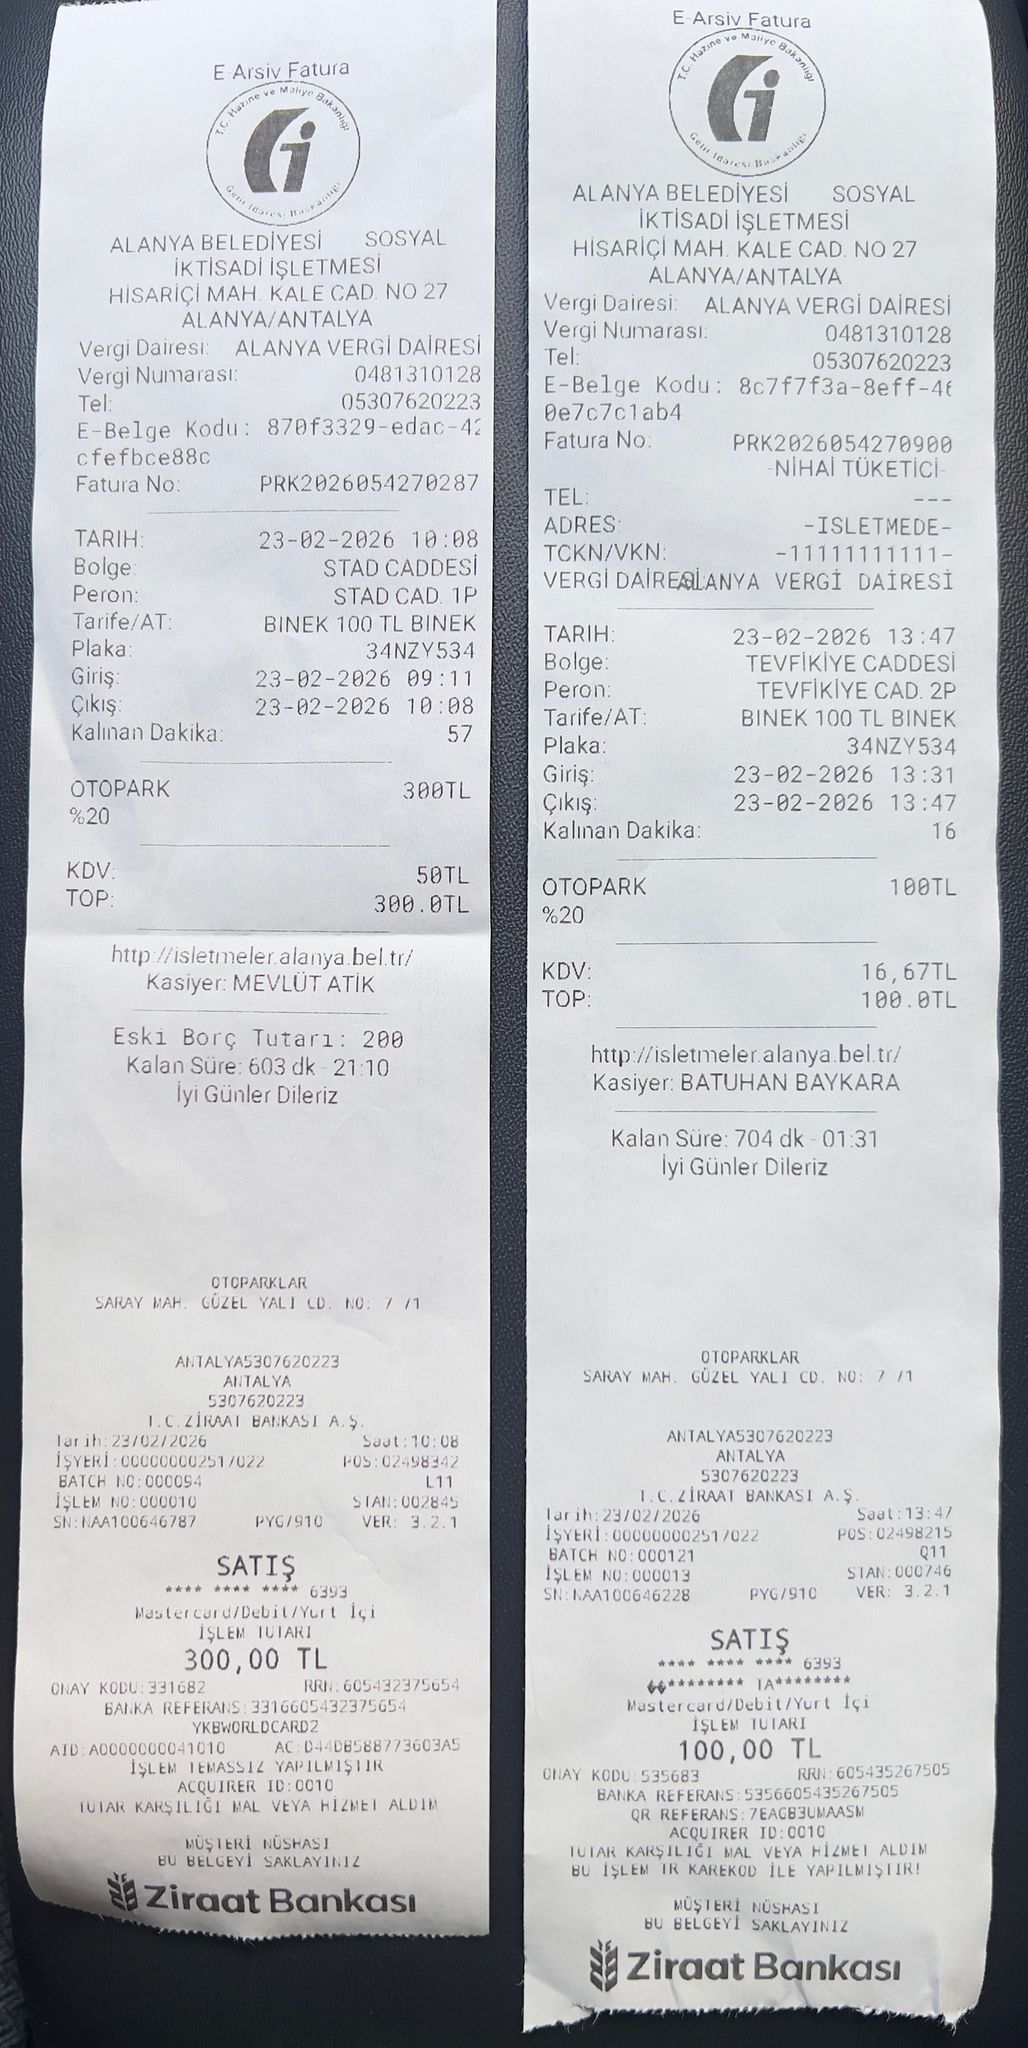 E-Arsiv Fatura
T.C. Hazine ve Maliye Bakanlığı
Gelir İdaresi Başkanlığı
ALANYA BELEDİYESİ SOSYAL
İKTİSADİ İŞLETMESİ
HİSARİÇİ MAH. KALE CAD. NO 27
ALANYA/ANTALYA
Vergi Dairesi: ALANYA VERGİ DAİRESİ
Vergi Numarası: 0481310128
Tel: 05307620223
E-Belge Kodu: 870f3329-edac-42
cfefbce88c
Fatura No: PRK2026054270287
TARIH: 23-02-2026 10:08
Bolge: STAD CADDESİ
Peron: STAD CAD. 1P
Tarife/AT: BINEK 100 TL BINEK
Plaka: 34NZY534
Giriş: 23-02-2026 09:11
Çıkış: 23-02-2026 10:08
Kalınan Dakika: 57
OTOPARK 300TL
%20
KDV: 50TL
TOP: 300.0TL
http://isletmeler.alanya.bel.tr/
Kasiyer: MEVLÜT ATİK
Eski Borç Tutarı: 200
Kalan Süre: 603 dk - 21:10
İyi Günler Dileriz
OTOPARKLAR
SARAY MAH. GÜZEL YALI CD. NO: 7 /1
ANTALYA5307620223
ANTALYA
5307620223
T.C.ZİRAAT BANKASI A.Ş.
Tarih:23/02/2026 Saat:10:08
İŞYERİ:000000002517022 POS:02498342
BATCH NO:000094 L11
İŞLEM NO:000010 STAN:002845
SN:NAA100646787 PYG/910 VER: 3.2.1
SATIŞ
**** **** **** 6393
Mastercard/Debit/Yurt İçi
İŞLEM TUTARI
300,00 TL
ONAY KODU:331682 RRN:605432375654
BANKA REFERANS:3316605432375654
YKBWORLDCARD2
AID:A0000000041010 AC:D44DB588773603A5
İŞLEM TEMASSIZ YAPILMIŞTIR
ACQUIRER ID:0010
TUTAR KARŞILIĞI MAL VEYA HİZMET ALDIM
MÜŞTERİ NÜSHASI
BU BELGEYİ SAKLAYINIZ
Ziraat Bankası
E-Arsiv Fatura
T.C. Hazine ve Maliye Bakanlığı
Gelir İdaresi Başkanlığı
ALANYA BELEDİYESİ SOSYAL
İKTİSADİ İŞLETMESİ
HİSARİÇİ MAH. KALE CAD. NO 27
ALANYA/ANTALYA
Vergi Dairesi: ALANYA VERGİ DAİRESİ
Vergi Numarası: 0481310128
Tel: 05307620223
E-Belge Kodu: 8c7f7f3a-8eff-46
0e7c7c1ab4
Fatura No: PRK2026054270900
-NİHAİ TÜKETİCİ-
TEL: ---
ADRES: -ISLETMEDE-
TCKN/VKN: -11111111111-
VERGİ DAİRESİ: ALANYA VERGİ DAİRESİ
TARIH: 23-02-2026 13:47
Bolge: TEVFİKİYE CADDESİ
Peron: TEVFİKİYE CAD. 2P
Tarife/AT: BINEK 100 TL BINEK
Plaka: 34NZY534
Giriş: 23-02-2026 13:31
Çıkış: 23-02-2026 13:47
Kalınan Dakika: 16
OTOPARK 100TL
%20
KDV: 16,67TL
TOP: 100.0TL
http://isletmeler.alanya.bel.tr/
Kasiyer: BATUHAN BAYKARA
Kalan Süre: 704 dk - 01:31
İyi Günler Dileriz
OTOPARKLAR
SARAY MAH. GÜZEL YALI CD. NO: 7 /1
ANTALYA5307620223
ANTALYA
5307620223
T.C.ZİRAAT BANKASI A.Ş.
Tarih:23/02/2026 Saat:13:47
İŞYERİ:000000002517022 POS:02498215
BATCH NO:000121 Q11
İŞLEM NO:000013 STAN:000746
SN:NAA100646228 PYG/910 VER: 3.2.1
SATIŞ
**** **** **** 6393
********* TA********
Mastercard/Debit/Yurt İçi
İŞLEM TUTARI
100,00 TL
ONAY KODU:535683 RRN:605435267505
BANKA REFERANS:5356605435267505
QR REFERANS:7EAGB3UMAASM
ACQUIRER ID:0010
TUTAR KARŞILIĞI MAL VEYA HİZMET ALDIM
BU İŞLEM TR KAREKOD İLE YAPILMIŞTIR!
MÜŞTERİ NÜSHASI
BU BELGEYİ SAKLAYINIZ
Ziraat Bankası